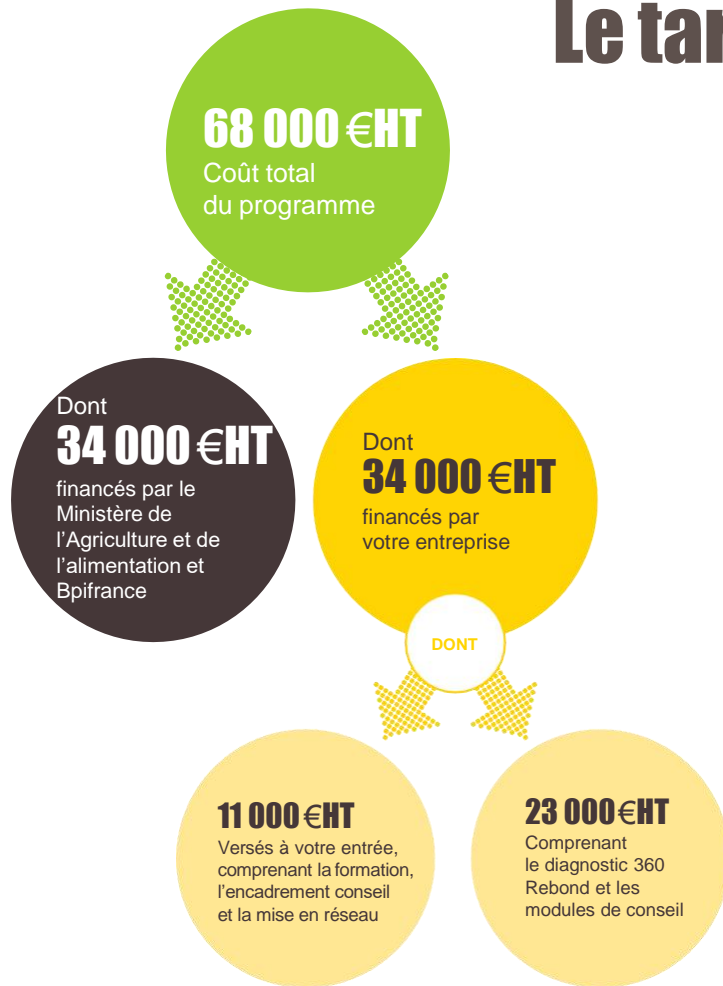 Le tar
68 000 €HT
Coût total
du programme
Dont
34 000 €HT
financés par le
Ministère de
l’Agriculture et de
l’alimentation et
Bpifrance
Dont
34 000 €HT
financés par
votre entreprise
DONT
11 000 €HT
Versés à votre entrée,
comprenant la formation,
l’encadrement conseil
et la mise en réseau
23 000 €HT
Comprenant
le diagnostic 360
Rebond et les
modules de conseil